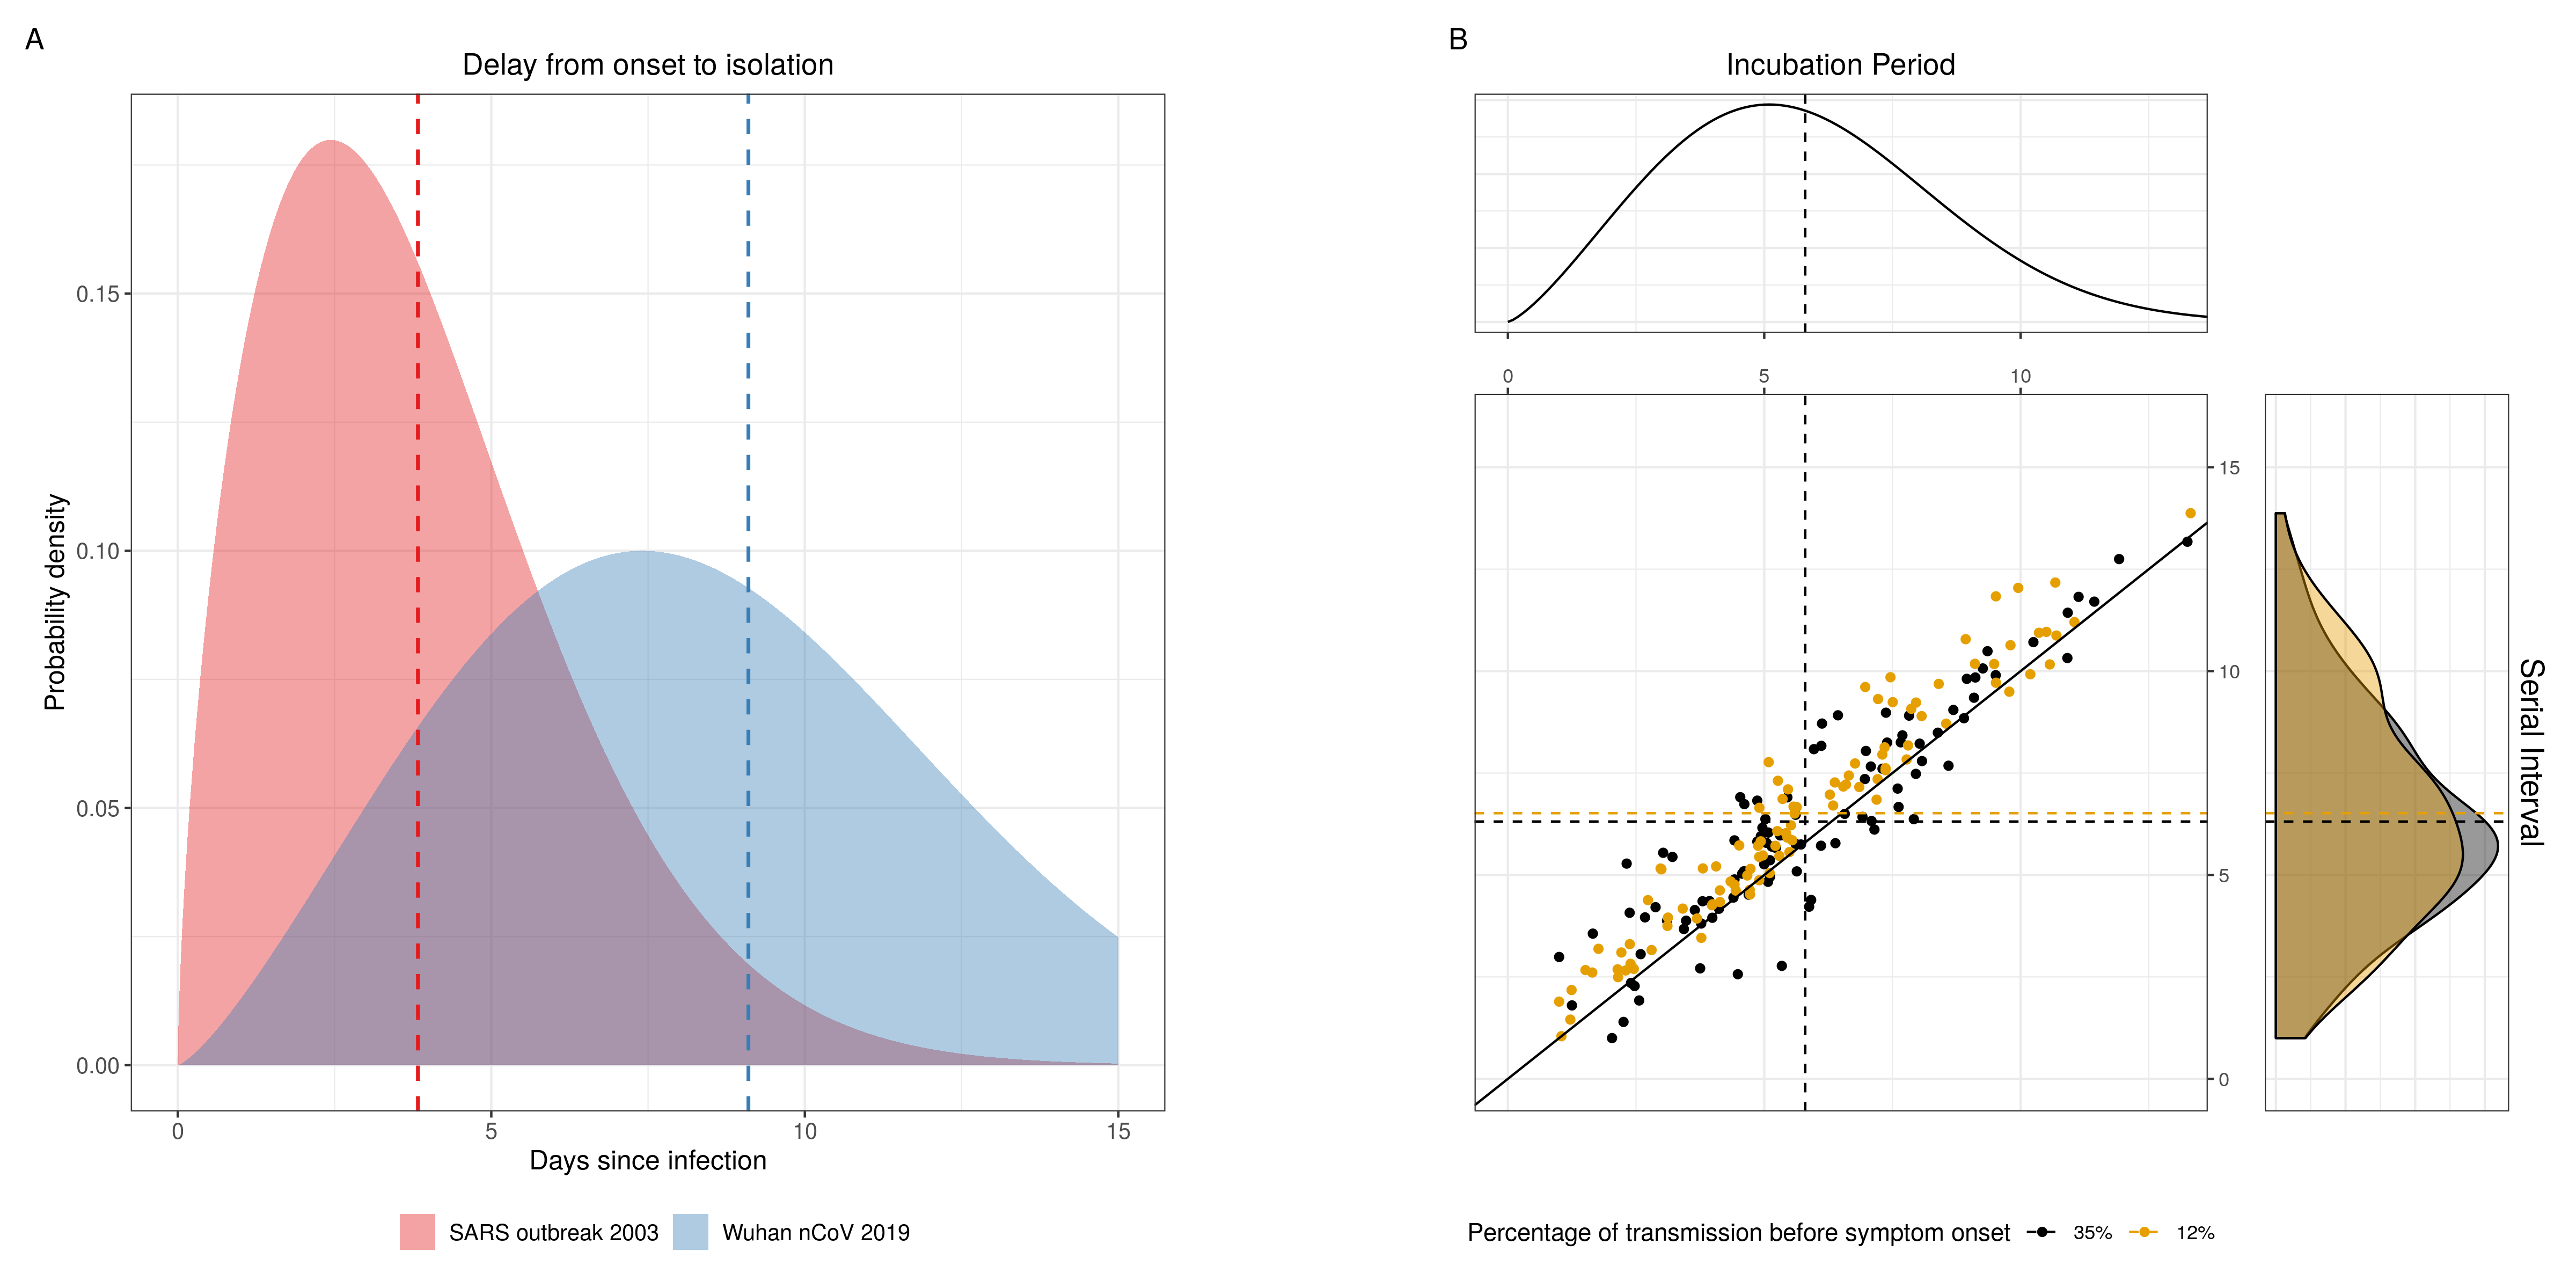 A
Delay from onset to isolation
Probability density
0.15
0.10
0.05
0.00
0 5 10 15
Days since infection
SARS outbreak 2003 Wuhan nCoV 2019
B
Incubation Period
0 5 10
15
10
5
0
Serial Interval
Percentage of transmission before symptom onset 35% 12%